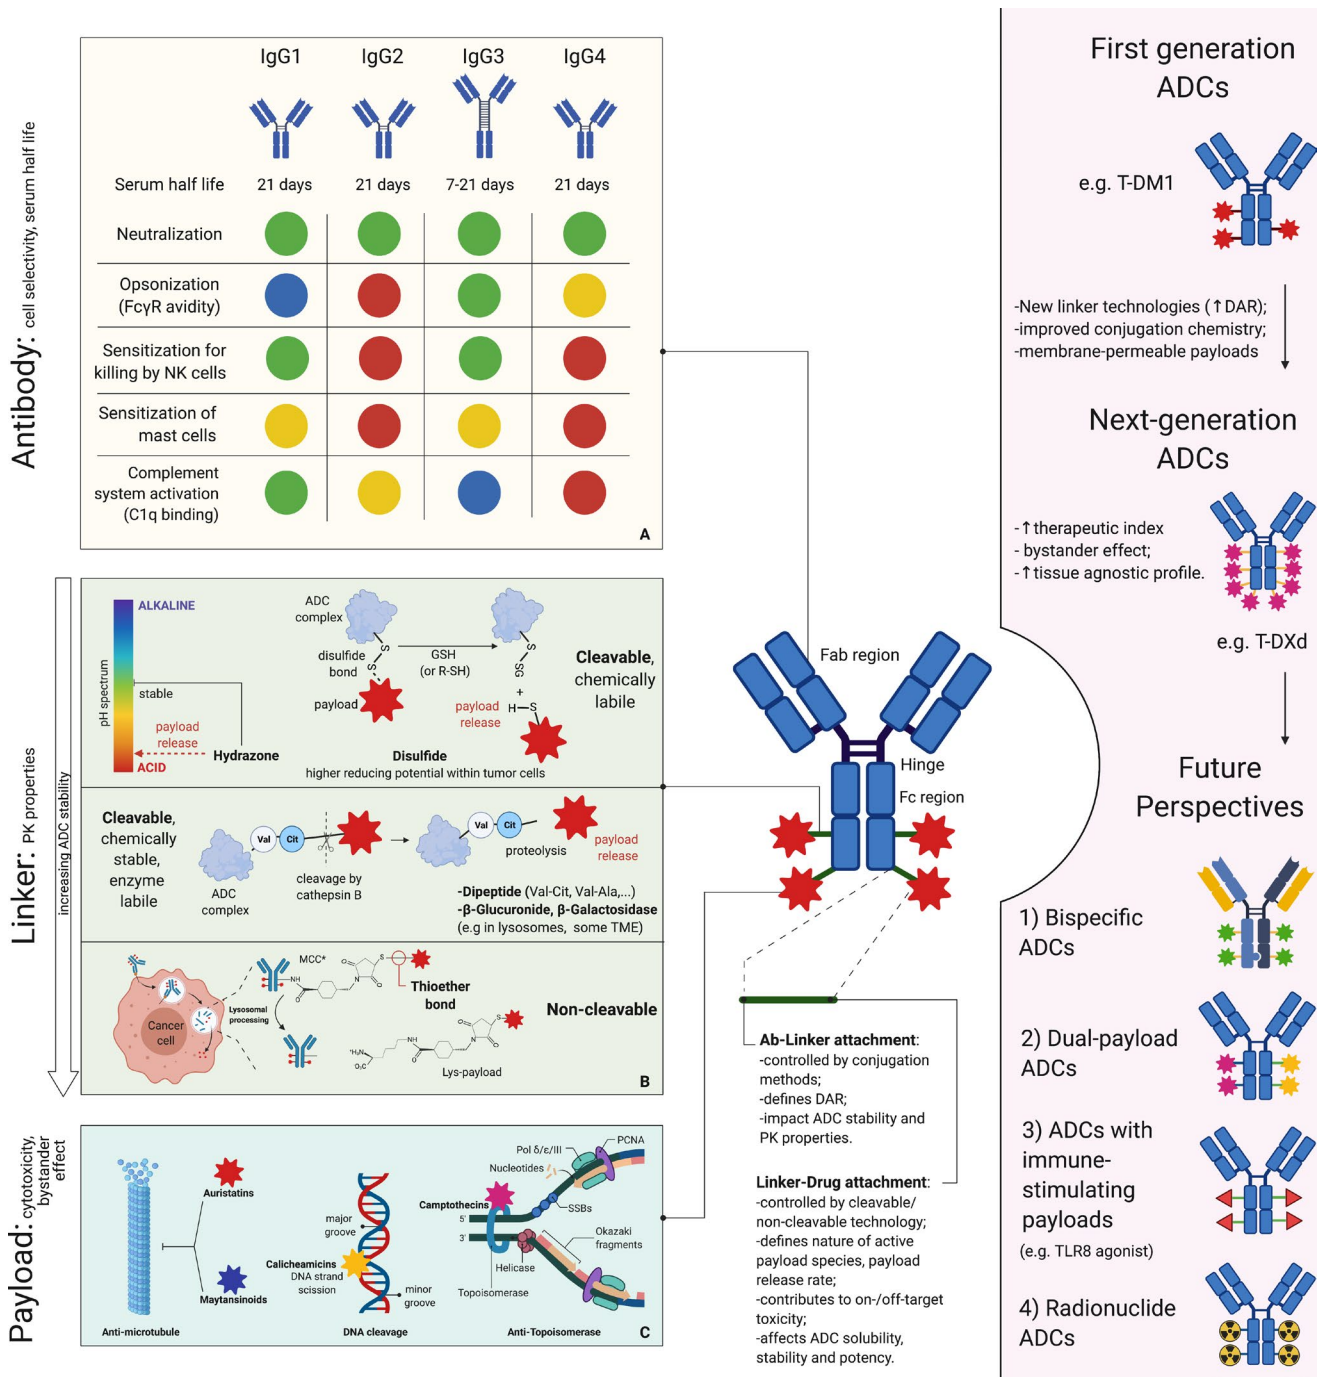 Antibody: cell selectivity, serum half life
IgG1
IgG2
IgG3
IgG4
Serum half life
21 days
21 days
7-21 days
21 days
Neutralization
Opsonization
(FcγR avidity)
Sensitization for
killing by NK cells
Sensitization of
mast cells
Complement
system activation
(C1q binding)
A
Linker: PK properties
increasing ADC stability
ALKALINE
pH spectrum
stable
payload
release
ACID
Hydrazone
ADC
complex
disulfide
bond
payload
S
S
GSH
(or R-SH)
S
SG
+
H
S
payload
release
Disulfide
higher reducing potential within tumor cells
Cleavable,
chemically
labile
Cleavable,
chemically
stable,
enzyme
labile
Val
Cit
ADC
complex
cleavage by
cathepsin B
Val
Cit
proteolysis
payload
release
-Dipeptide (Val-Cit, Val-Ala,...)
-β-Glucuronide, β-Galactosidase
(e.g in lysosomes, some TME)
Cancer
cell
Lysosomal
processing
MCC*
NH
O
N
O
O
S
Thioether
bond
Non-cleavable
+H₃N
O₂C
HN
O
N
O
O
S
Lys-payload
B
Payload: cytotoxicity,
bystander
effect
Auristatins
Maytansinoids
Anti-microtubule
major
groove
Calicheamicins
DNA strand
scission
minor
groove
DNA cleavage
Pol δ/ε/III
PCNA
Nucleotides
Camptothecins
SSBs
5'
3'
Okazaki
fragments
Helicase
Topoisomerase
Anti-Topoisomerase
C
Fab region
Hinge
Fc region
Ab-Linker attachment:
-controlled by conjugation
methods;
-defines DAR;
-impact ADC stability and
PK properties.
Linker-Drug attachment:
-controlled by cleavable/
non-cleavable technology;
-defines nature of active
payload species, payload
release rate;
-contributes to on-/off-target
toxicity;
-affects ADC solubility,
stability and potency.
First generation
ADCs
e.g. T-DM1
-New linker technologies (↑DAR);
-improved conjugation chemistry;
-membrane-permeable payloads
Next-generation
ADCs
-↑therapeutic index
- bystander effect;
-↑tissue agnostic profile.
e.g. T-DXd
Future
Perspectives
1) Bispecific
ADCs
2) Dual-payload
ADCs
3) ADCs with
immune-
stimulating
payloads
(e.g. TLR8 agonist)
4) Radionuclide
ADCs